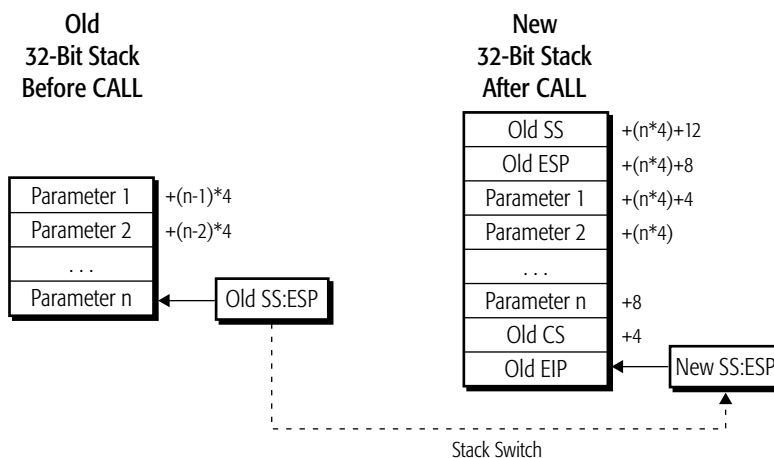 Old
32-Bit Stack
Before CALL
Parameter 1
+(n-1)*4
Parameter 2
+(n-2)*4
. . .
Parameter n
Old SS:ESP
New
32-Bit Stack
After CALL
Old SS
+(n*4)+12
Old ESP
+(n*4)+8
Parameter 1
+(n*4)+4
Parameter 2
+(n*4)
. . .
Parameter n
+8
Old CS
+4
Old EIP
New SS:ESP
Stack Switch